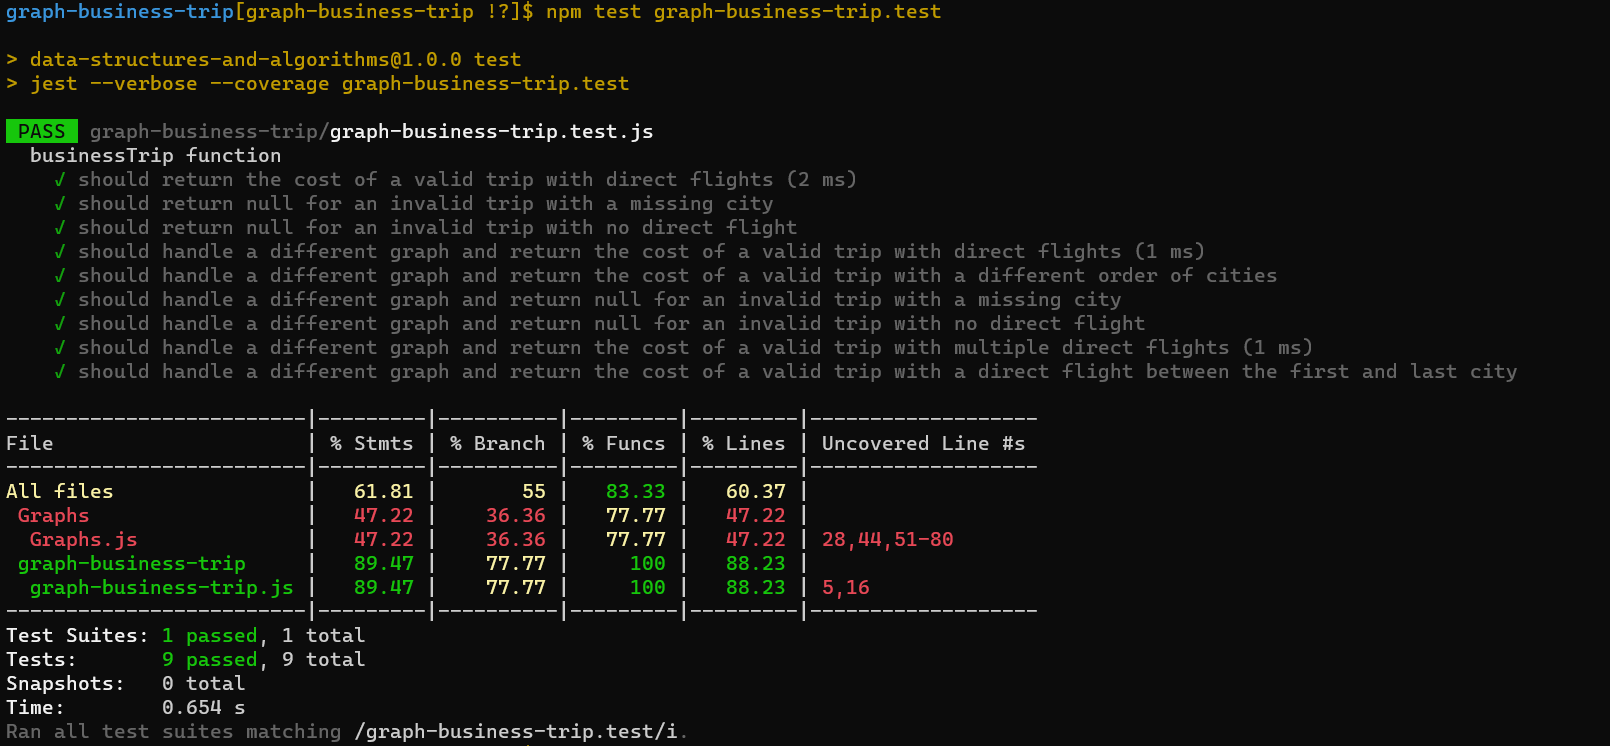 graph-business-trip[graph-business-trip !?]$ npm test graph-business-trip.test
> data-structures-and-algorithms@1.0.0 test
> jest --verbose --coverage graph-business-trip.test
PASS graph-business-trip/graph-business-trip.test.js
businessTrip function
√ should return the cost of a valid trip with direct flights (2 ms)
√ should return null for an invalid trip with a missing city
√ should return null for an invalid trip with no direct flight
√ should handle a different graph and return the cost of a valid trip with direct flights (1 ms)
√ should handle a different graph and return the cost of a valid trip with a different order of cities
√ should handle a different graph and return null for an invalid trip with a missing city
√ should handle a different graph and return null for an invalid trip with no direct flight
√ should handle a different graph and return the cost of a valid trip with multiple direct flights (1 ms)
√ should handle a different graph and return the cost of a valid trip with a direct flight between the first and last city
-------------------------|---------|----------|---------|---------|-------------------
File                     | % Stmts | % Branch | % Funcs | % Lines | Uncovered Line #s
-------------------------|---------|----------|---------|---------|-------------------
All files                |   61.81 |       55 |   83.33 |   60.37 |
 Graphs                  |   47.22 |    36.36 |   77.77 |   47.22 |
  Graphs.js              |   47.22 |    36.36 |   77.77 |   47.22 | 28,44,51-80
 graph-business-trip     |   89.47 |    77.77 |     100 |   88.23 |
  graph-business-trip.js |   89.47 |    77.77 |     100 |   88.23 | 5,16
-------------------------|---------|----------|---------|---------|-------------------
Test Suites: 1 passed, 1 total
Tests:       9 passed, 9 total
Snapshots:   0 total
Time:        0.654 s
Ran all test suites matching /graph-business-trip.test/i.